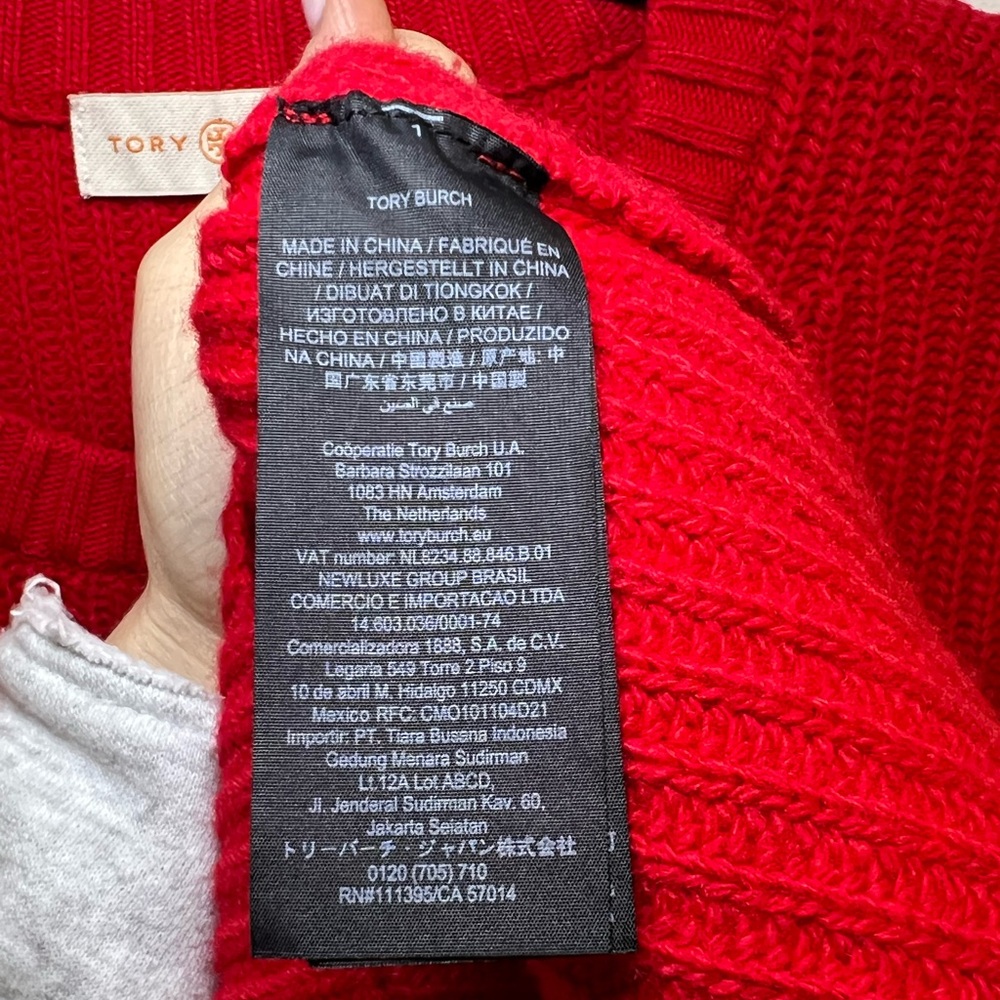 TORY
1
TORY BURCH
MADE IN CHINA / FABRIQUÉ EN
CHINE / HERGESTELLT IN CHINA
/ DIBUAT DI TIONGKOK /
ИЗГОТОВЛЕНО В КИТАЕ /
HECHO EN CHINA / PRODUZIDO
NA CHINA / 中國製造 / 原产地: 中
国广东省东莞市 / 中国製
صنع في الصين
Coöperatie Tory Burch U.A.
Barbara Strozzilaan 101
1083 HN Amsterdam
The Netherlands
www.toryburch.eu
VAT number: NL8234.88.846.B.01
NEWLUXE GROUP BRASIL
COMERCIO E IMPORTACAO LTDA
14.603.036/0001-74
Comercializadora 1888, S.A. de C.V.
Legaria 549 Torre 2 Piso 9
10 de abril M. Hidalgo 11250 CDMX
Mexico RFC: CMO101104D21
Importir: PT. Tiara Busana Indonesia
Gedung Menara Sudirman
Lt.12A Lot ABCD,
Jl. Jenderal Sudirman Kav. 60,
Jakarta Selatan
トリーバーチ・ジャパン株式会社
0120 (705) 710
RN#111395/CA 57014